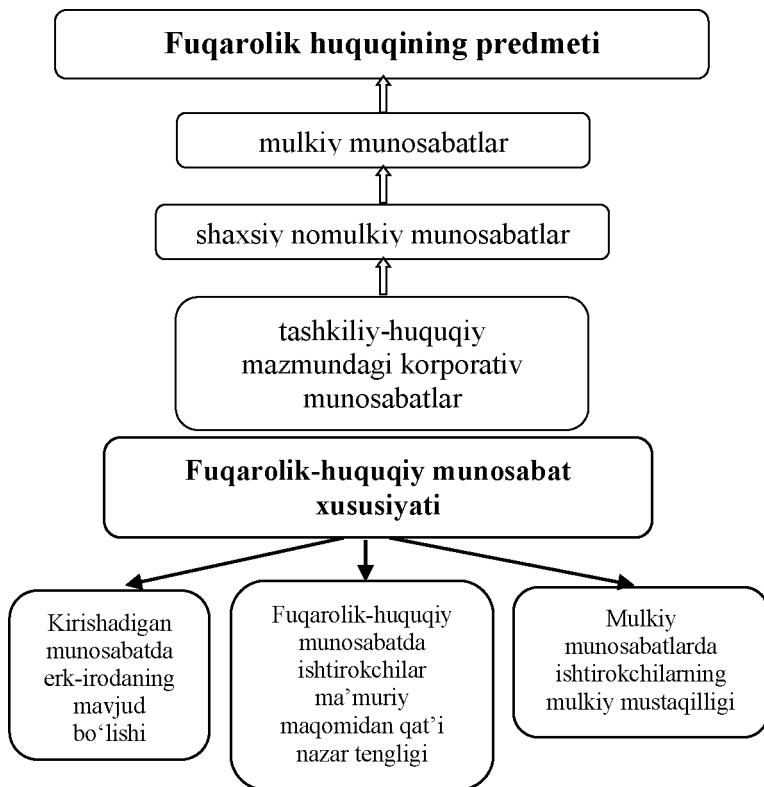 Fuqarolik huquqining predmeti
mulkiy munosabatlar
shaxsiy nomulkiy munosabatlar
tashkiliy-huquqiy
mazmundagi korporativ
munosabatlar
Fuqarolik-huquqiy munosabat
xususiyati
Kirishadigan
munosabatda
erk-irodaning
mavjud
bo‘lishi
Fuqarolik-huquqiy
munosabatda
ishtirokchilar
ma’muriy
maqomidan qat’i
nazar tengligi
Mulkiy
munosabatlarda
ishtirokchilarning
mulkiy mustaqilligi